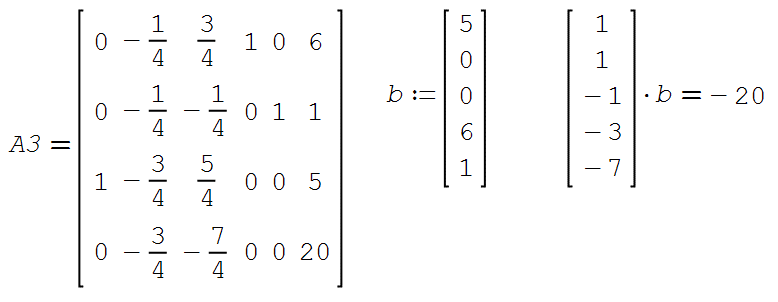 A3 = [ 0 −1/4 3/4 1 0 6
0 −1/4 −1/4 0 1 1
1 −3/4 5/4 0 0 5
0 −3/4 −7/4 0 0 20 ]
b := [ 5
0
0
6
1 ]
[ 1
1
−1
−3
−7 ] · b = −20